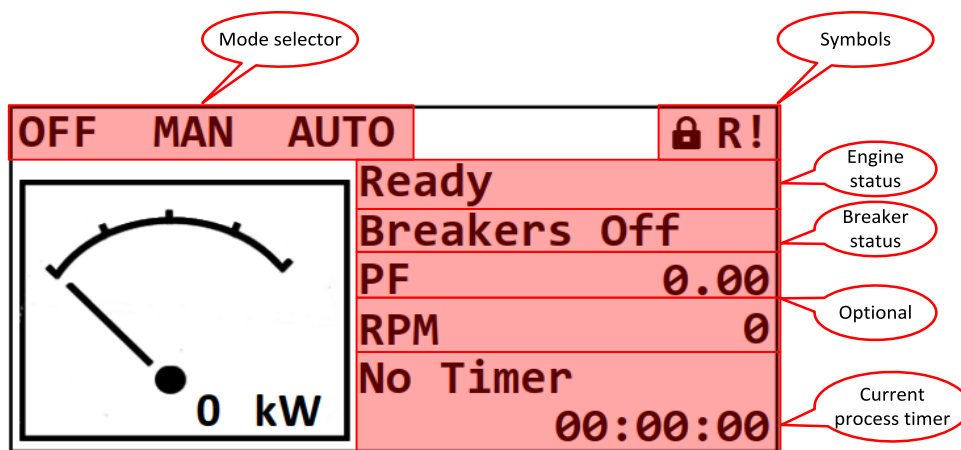 Mode selector
Symbols
OFF MAN AUTO
R!
Engine
status
Ready
Breaker
status
Breakers Off
PF 0.00
Optional
RPM 0
No Timer
00:00:00
Current
process timer
0 kW